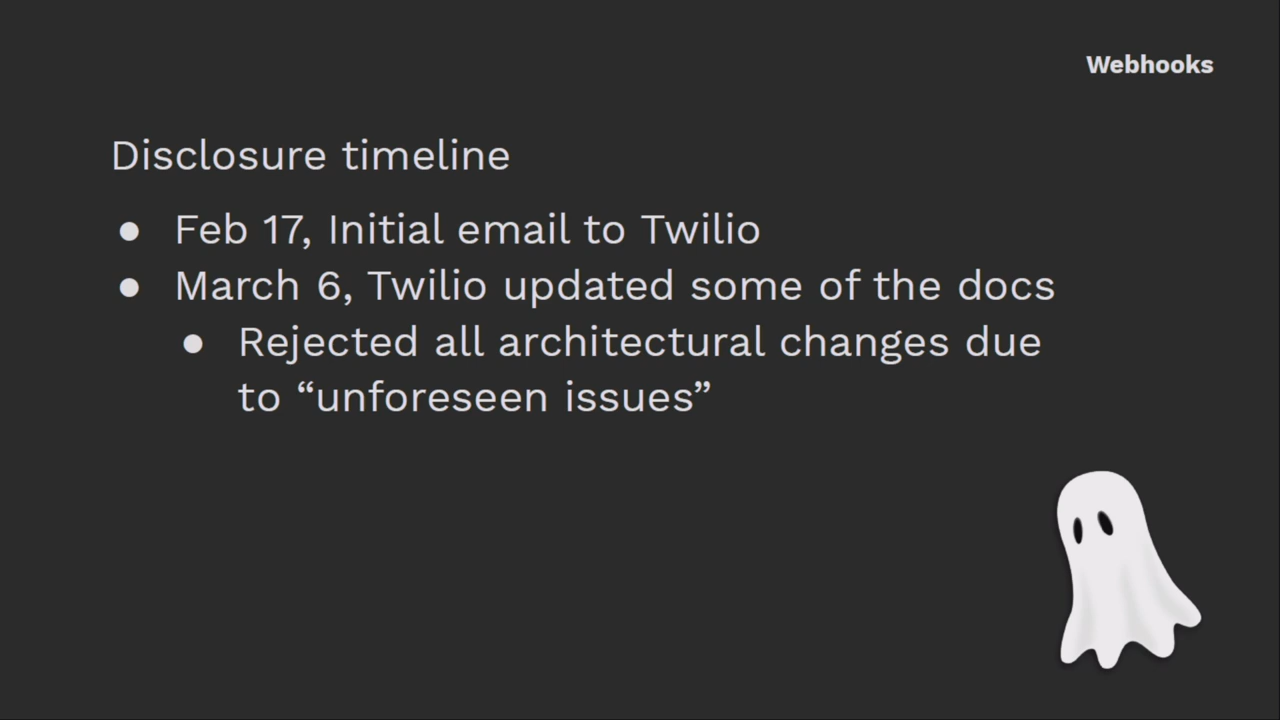 Webhooks
Disclosure timeline
● Feb 17, Initial email to Twilio
● March 6, Twilio updated some of the docs
● Rejected all architectural changes due
to “unforeseen issues”